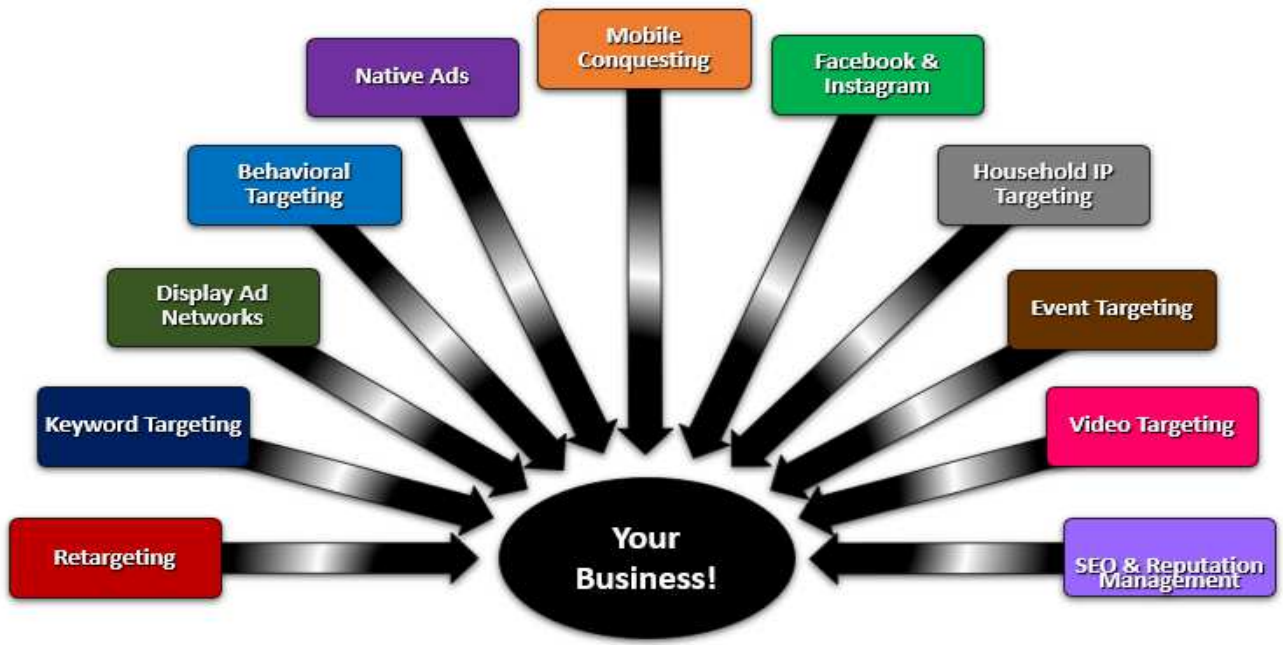 Mobile
Conquesting
Native Ads
Facebook &
Instagram
Behavioral
Targeting
Household IP
Targeting
Display Ad
Networks
Event Targeting
Keyword Targeting
Video Targeting
Retargeting
Your
Business!
SEO & Reputation
Management